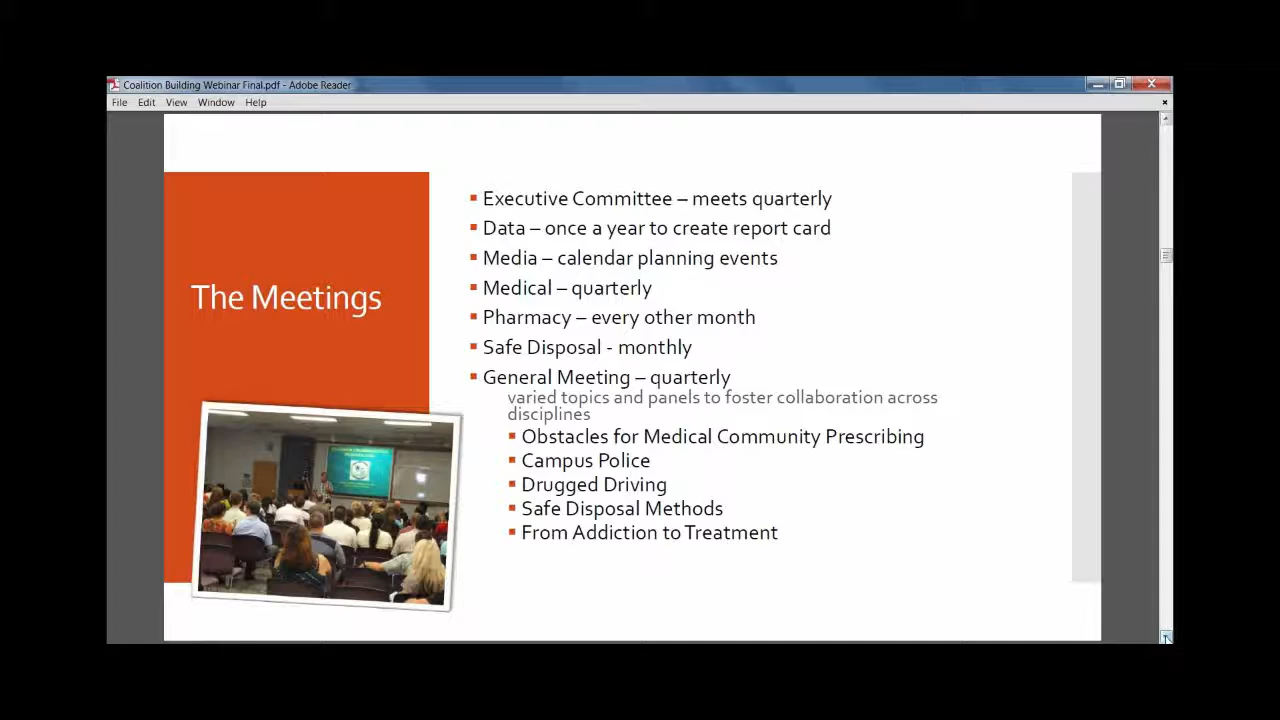 Coalition Building Webinar Final.pdf - Adobe Reader
File Edit View Window Help
The Meetings
Executive Committee – meets quarterly
Data – once a year to create report card
Media – calendar planning events
Medical – quarterly
Pharmacy – every other month
Safe Disposal - monthly
General Meeting – quarterly
varied topics and panels to foster collaboration across
disciplines
Obstacles for Medical Community Prescribing
Campus Police
Drugged Driving
Safe Disposal Methods
From Addiction to Treatment